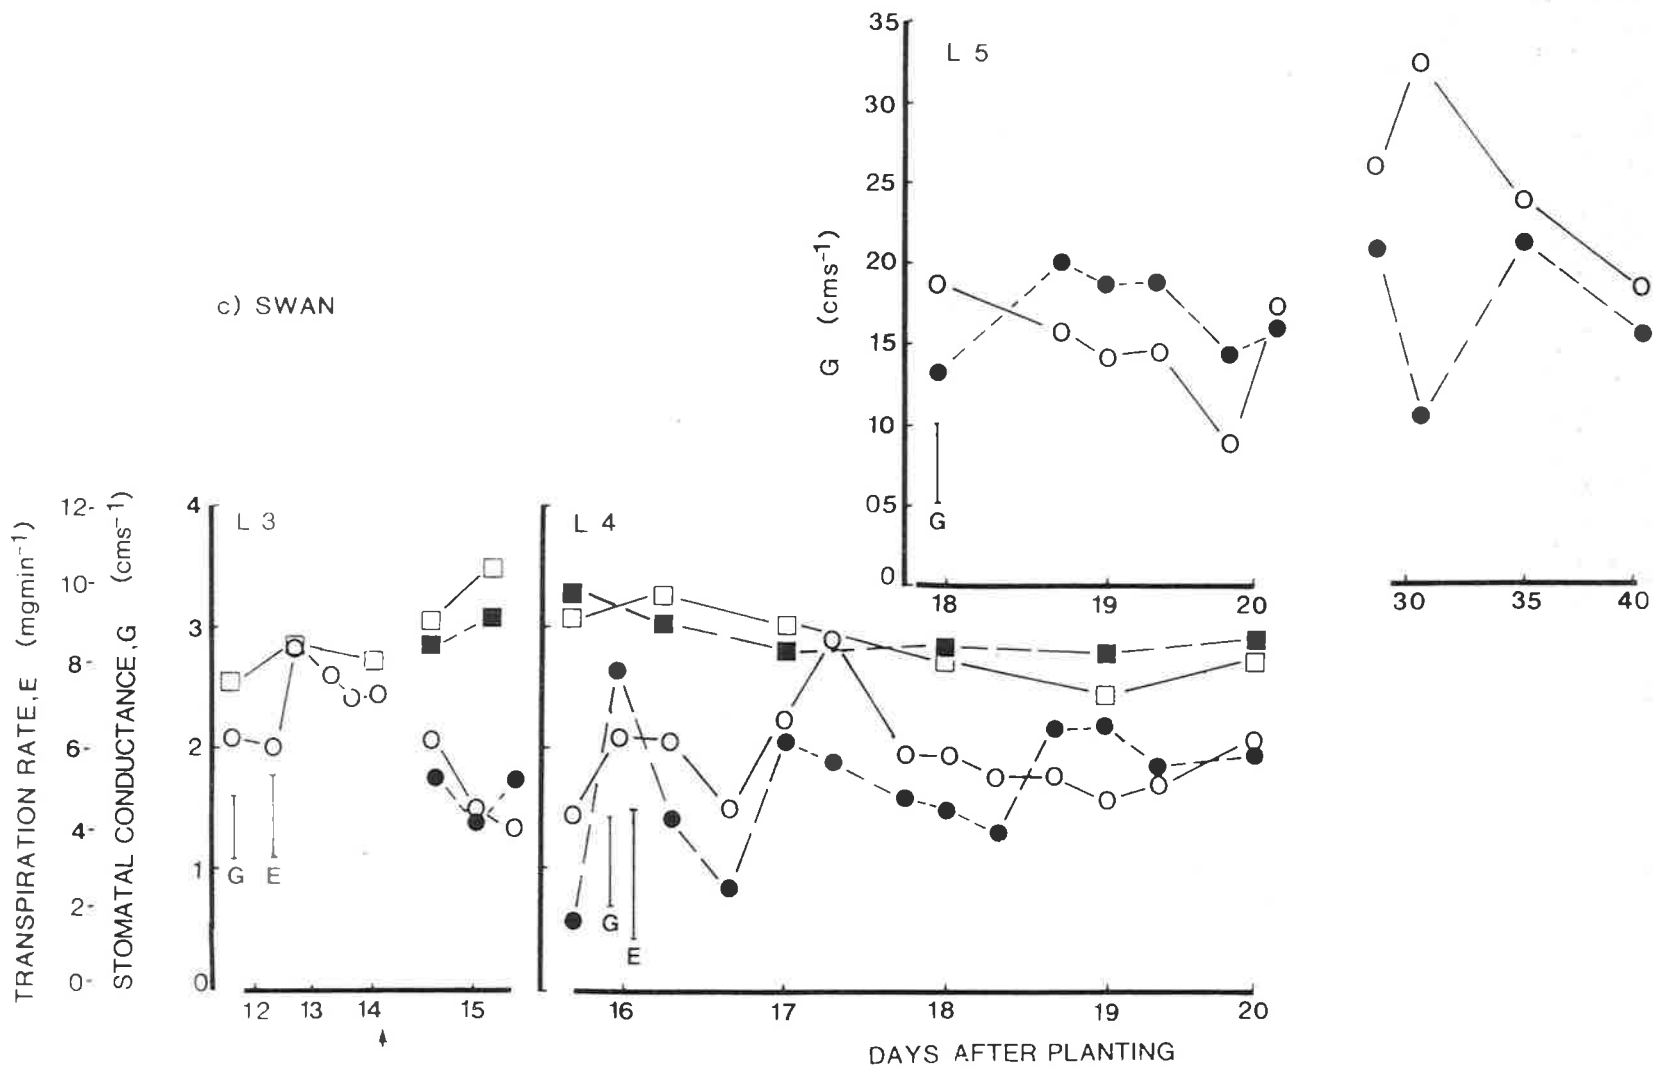 35
L 5
30
25
20
15
10
05
0
G (cms⁻¹)
G
18 19 20
30 35 40
c) SWAN
TRANSPIRATION RATE,E (mgmin⁻¹)
STOMATAL CONDUCTANCE,G (cms⁻¹)
12-
10-
8-
6-
4-
2-
0-
4
3
2
1
0
L 3
G E
L 4
G
E
12 13 14 15
16 17 18 19 20
DAYS AFTER PLANTING